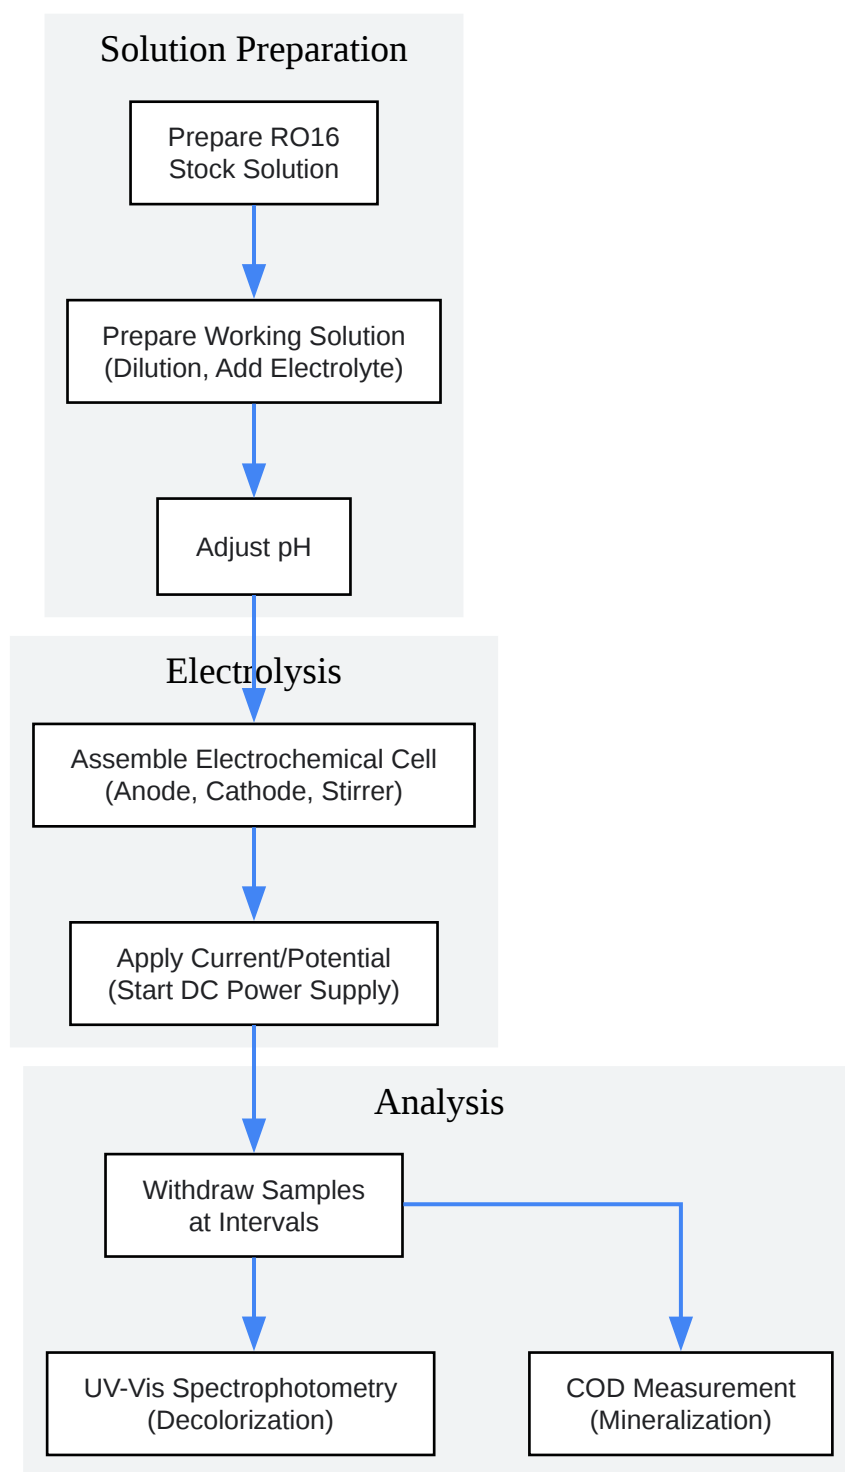 Solution Preparation
Prepare RO16
Stock Solution
Prepare Working Solution
(Dilution, Add Electrolyte)
Adjust pH
Electrolysis
Assemble Electrochemical Cell
(Anode, Cathode, Stirrer)
Apply Current/Potential
(Start DC Power Supply)
Analysis
Withdraw Samples
at Intervals
UV-Vis Spectrophotometry
(Decolorization)
COD Measurement
(Mineralization)